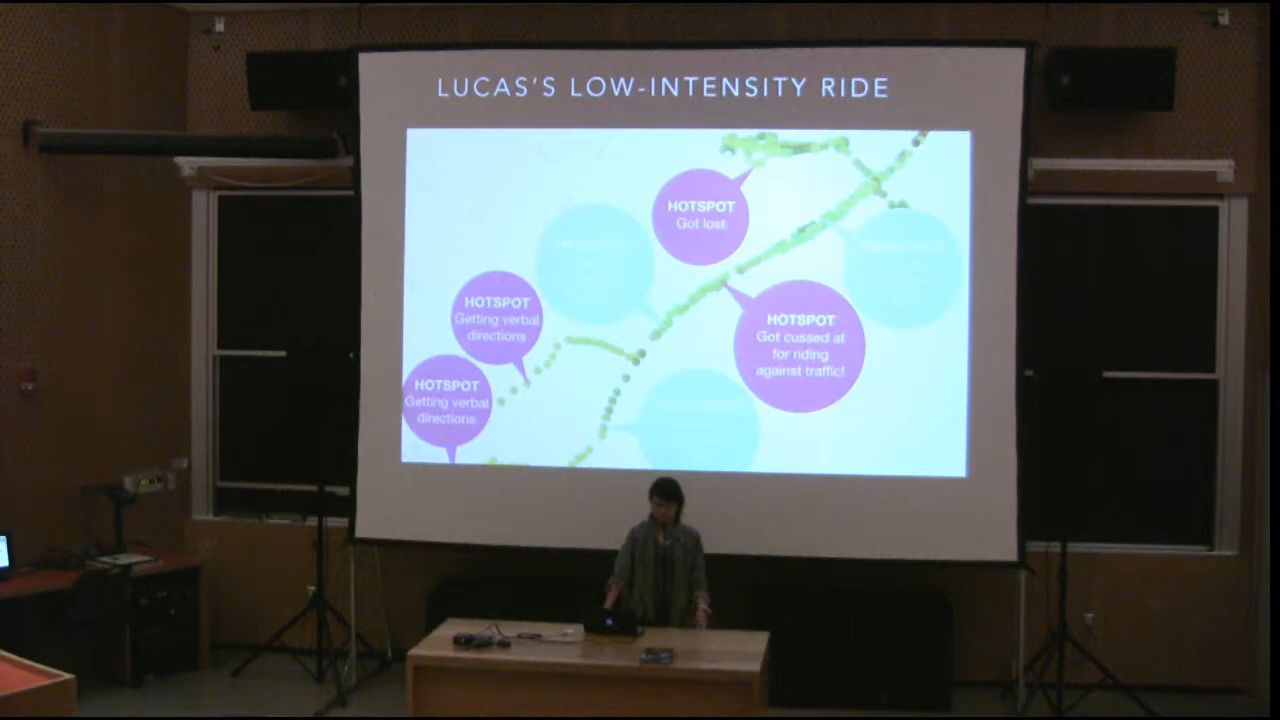 LUCAS'S LOW-INTENSITY RIDE
HOTSPOT
Got lost
HOTSPOT
Getting verbal
directions
HOTSPOT
Got cussed at
for riding
against traffic!
HOTSPOT
Getting verbal
directions